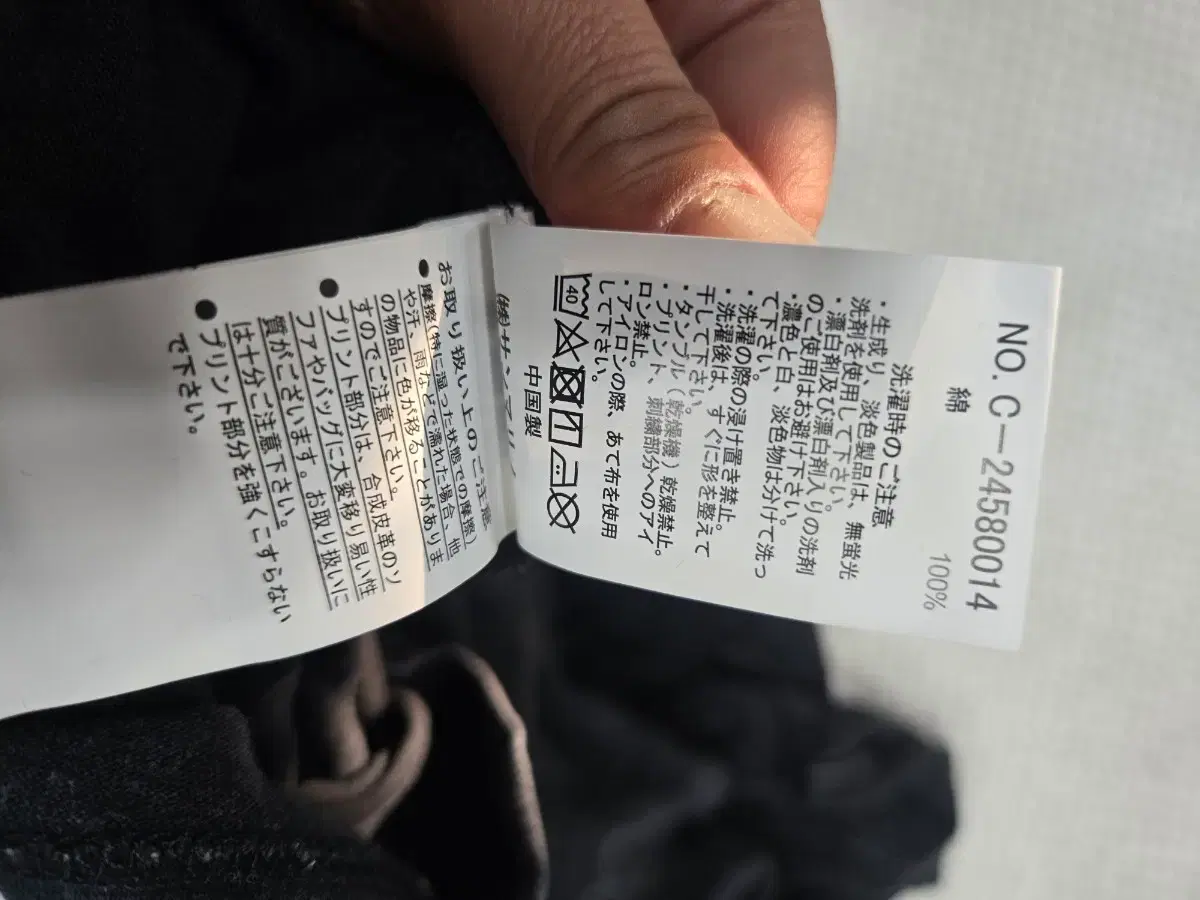 NO. C—24580014
綿 100%
洗濯時のご注意
・生成り、淡色製品は、無蛍光
洗剤を使用して下さい。
・漂白剤及び漂白剤入りの洗剤
のご使用はお避け下さい。
・濃色と白、淡色物は分けて洗っ
て下さい。
・洗濯の際の浸け置き禁止。
・洗濯後は、すぐに形を整えて
干して下さい。
・タンブル(乾燥機)乾燥禁止。
・プリント、刺繍部分へのアイ
ロン禁止。
・アイロンの際、あて布を使用
して下さい。
40
中国製
お取り扱い上のご注意
●摩擦(特に湿った状態での摩擦)
や汗、雨などで濡れた場合、他
の物品に色が移ることがありま
すのでご注意下さい。
●プリント部分は、合成皮革のソ
ファやバッグに大変移り易い性
質がございます。お取り扱いに
は十分ご注意下さい。
●プリント部分を強くこすらない
で下さい。